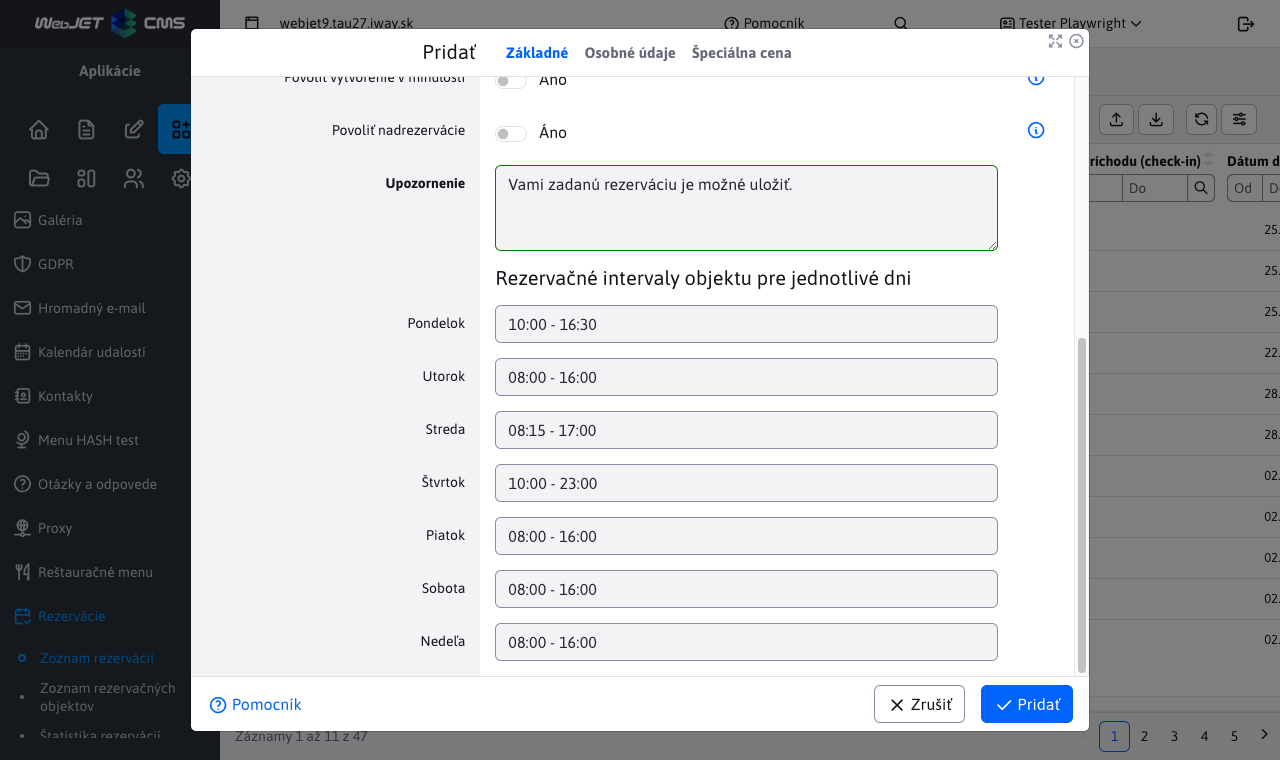 WebJET CMS
webjet9.tau27.iway.sk
Pomocník
Tester Playwright
Aplikácie
Galéria
GDPR
Hromadný e-mail
Kalendár udalostí
Kontakty
Menu HASH test
Otázky a odpovede
Proxy
Reštauračné menu
Rezervácie
Zoznam rezervácií
Zoznam rezervačných
objektov
Štatistika rezervácií
Pridať
Základné
Osobné údaje
Špeciálna cena
Povoliť vytvorenie v minulosti
Áno
Povoliť nadrezervácie
Áno
Upozornenie
Vami zadanú rezerváciu je možné uložiť.
Rezervačné intervaly objektu pre jednotlivé dni
Pondelok
10:00 - 16:30
Utorok
08:00 - 16:00
Streda
08:15 - 17:00
Štvrtok
10:00 - 23:00
Piatok
08:00 - 16:00
Sobota
08:00 - 16:00
Nedeľa
08:00 - 16:00
Pomocník
Zrušiť
Pridať
ríchodu (check-in)
Dátum d
Do
Od
25.
25.
25.
22.
28.
28.
02.
02.
02.
02.
Záznamy 1 až 11 z 47
1 2 3 4 5